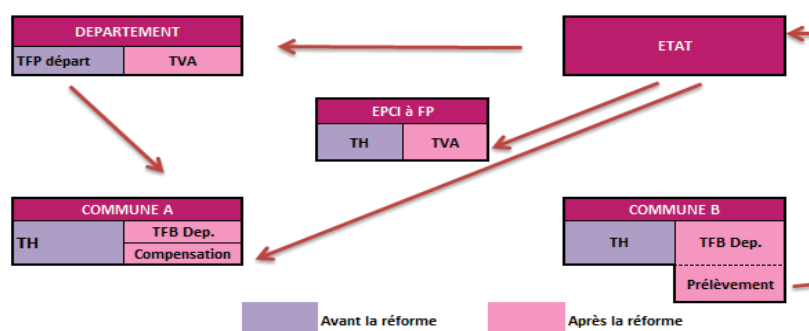 DEPARTEMENT
TFP départ
TVA
ETAT
EPCI à FP
TH
TVA
COMMUNE A
TH
TFB Dep.
Compensation
COMMUNE B
TH
TFB Dep.
Prélèvement
Avant la réforme
Après la réforme